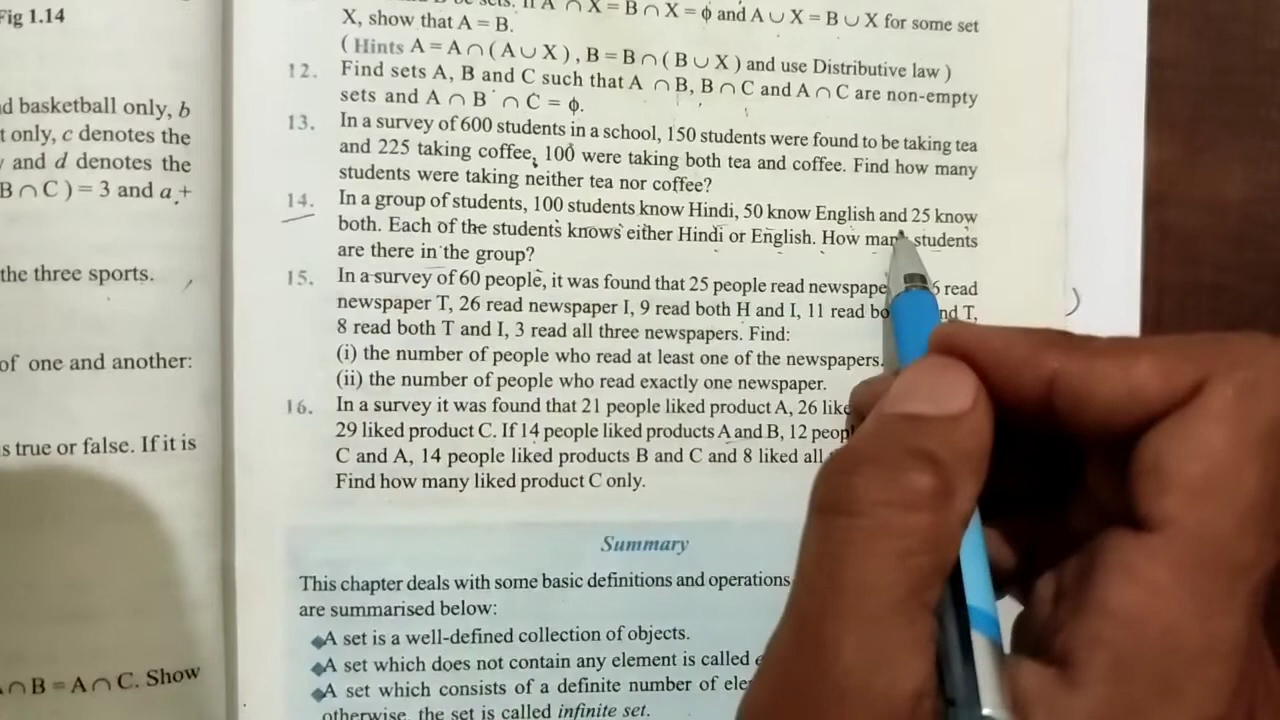 Fig 1.14
d basketball only, b
t only, c denotes the
and d denotes the
B ∩ C ) = 3 and a +
the three sports.
of one and another:
s true or false. If it is
∩ B = A ∩ C. Show
sets. If A ∩ X = B ∩ X = ϕ and A ∪ X = B ∪ X for some set
X, show that A = B.
( Hints A = A ∩ ( A ∪ X ) , B = B ∩ ( B ∪ X ) and use Distributive law )
12. Find sets A, B and C such that A ∩ B, B ∩ C and A ∩ C are non-empty
sets and A ∩ B ∩ C = ϕ.
13. In a survey of 600 students in a school, 150 students were found to be taking tea
and 225 taking coffee, 100 were taking both tea and coffee. Find how many
students were taking neither tea nor coffee?
14. In a group of students, 100 students know Hindi, 50 know English and 25 know
both. Each of the students knows either Hindi or English. How many students
are there in the group?
15. In a survey of 60 people, it was found that 25 people read newspape 6 read
newspaper T, 26 read newspaper I, 9 read both H and I, 11 read bo nd T,
8 read both T and I, 3 read all three newspapers. Find:
(i) the number of people who read at least one of the newspapers.
(ii) the number of people who read exactly one newspaper.
16. In a survey it was found that 21 people liked product A, 26 like
29 liked product C. If 14 people liked products A and B, 12 peop
C and A, 14 people liked products B and C and 8 liked all
Find how many liked product C only.
Summary
This chapter deals with some basic definitions and operations
are summarised below:
◆A set is a well-defined collection of objects.
◆A set which does not contain any element is called
◆A set which consists of a definite number of ele
otherwise, the set is called infinite set.